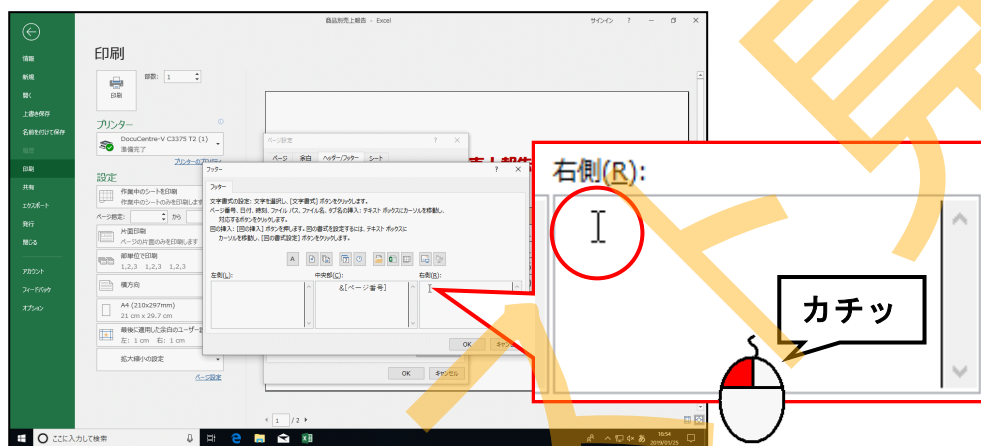 商品別売上報告 - Excel
サインイン ?
情報
新規
開く
上書き保存
名前を付けて保存
印刷
共有
エクスポート
発行
閉じる
アカウント
フィードバック
オプション
印刷
部数: 1
印刷
プリンター
DocuCentre-V C3375 T2 (1)
準備完了
プリンターのプロパティ
設定
作業中のシートを印刷
作業中のシートのみを印刷します
ページ指定: から
片面印刷
ページの片面のみを印刷します
部単位で印刷
1,2,3 1,2,3 1,2,3
横方向
A4 (210x297mm)
21 cm x 29.7 cm
最後に適用した余白のユーザー設
左: 1 cm 右: 1 cm
拡大縮小の設定
ページ設定
1 /2
ページ設定 ?
ページ 余白 ヘッダー/フッター シート
OK キャンセル
フッター ?
フッター
文字書式の設定: 文字を選択し、[文字書式] ボタンをクリックします。
ページ番号、日付、時刻、ファイル パス、ファイル名、タブ名の挿入: テキスト ボックスにカーソルを移動し、
対応するボタンをクリックします。
図の挿入: [図の挿入] ボタンを押します。図の書式を設定するには、テキスト ボックスに
カーソルを移動し、[図の書式設定] ボタンをクリックします。
A
左側(L): 中央部(C): 右側(R):
&[ページ番号]
OK キャンセル
右側(R):
カチッ
ここに入力して検索
あ
16:54
2019/01/25